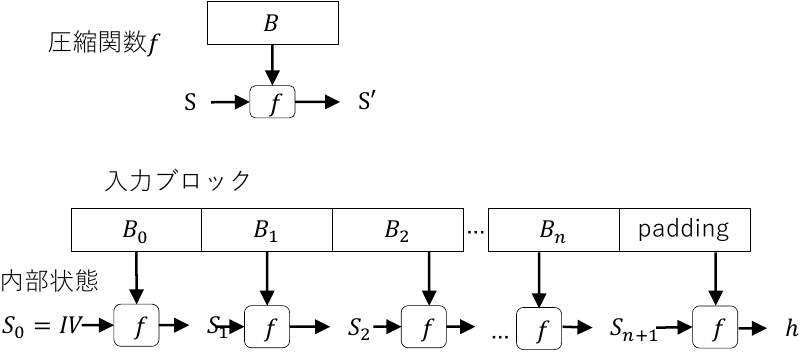 B
圧縮関数f
S f S′
入力ブロック
B₀ B₁ B₂ … Bₙ padding
内部状態
S₀ = IV f S₁ f S₂ f … f Sₙ₊₁ f h